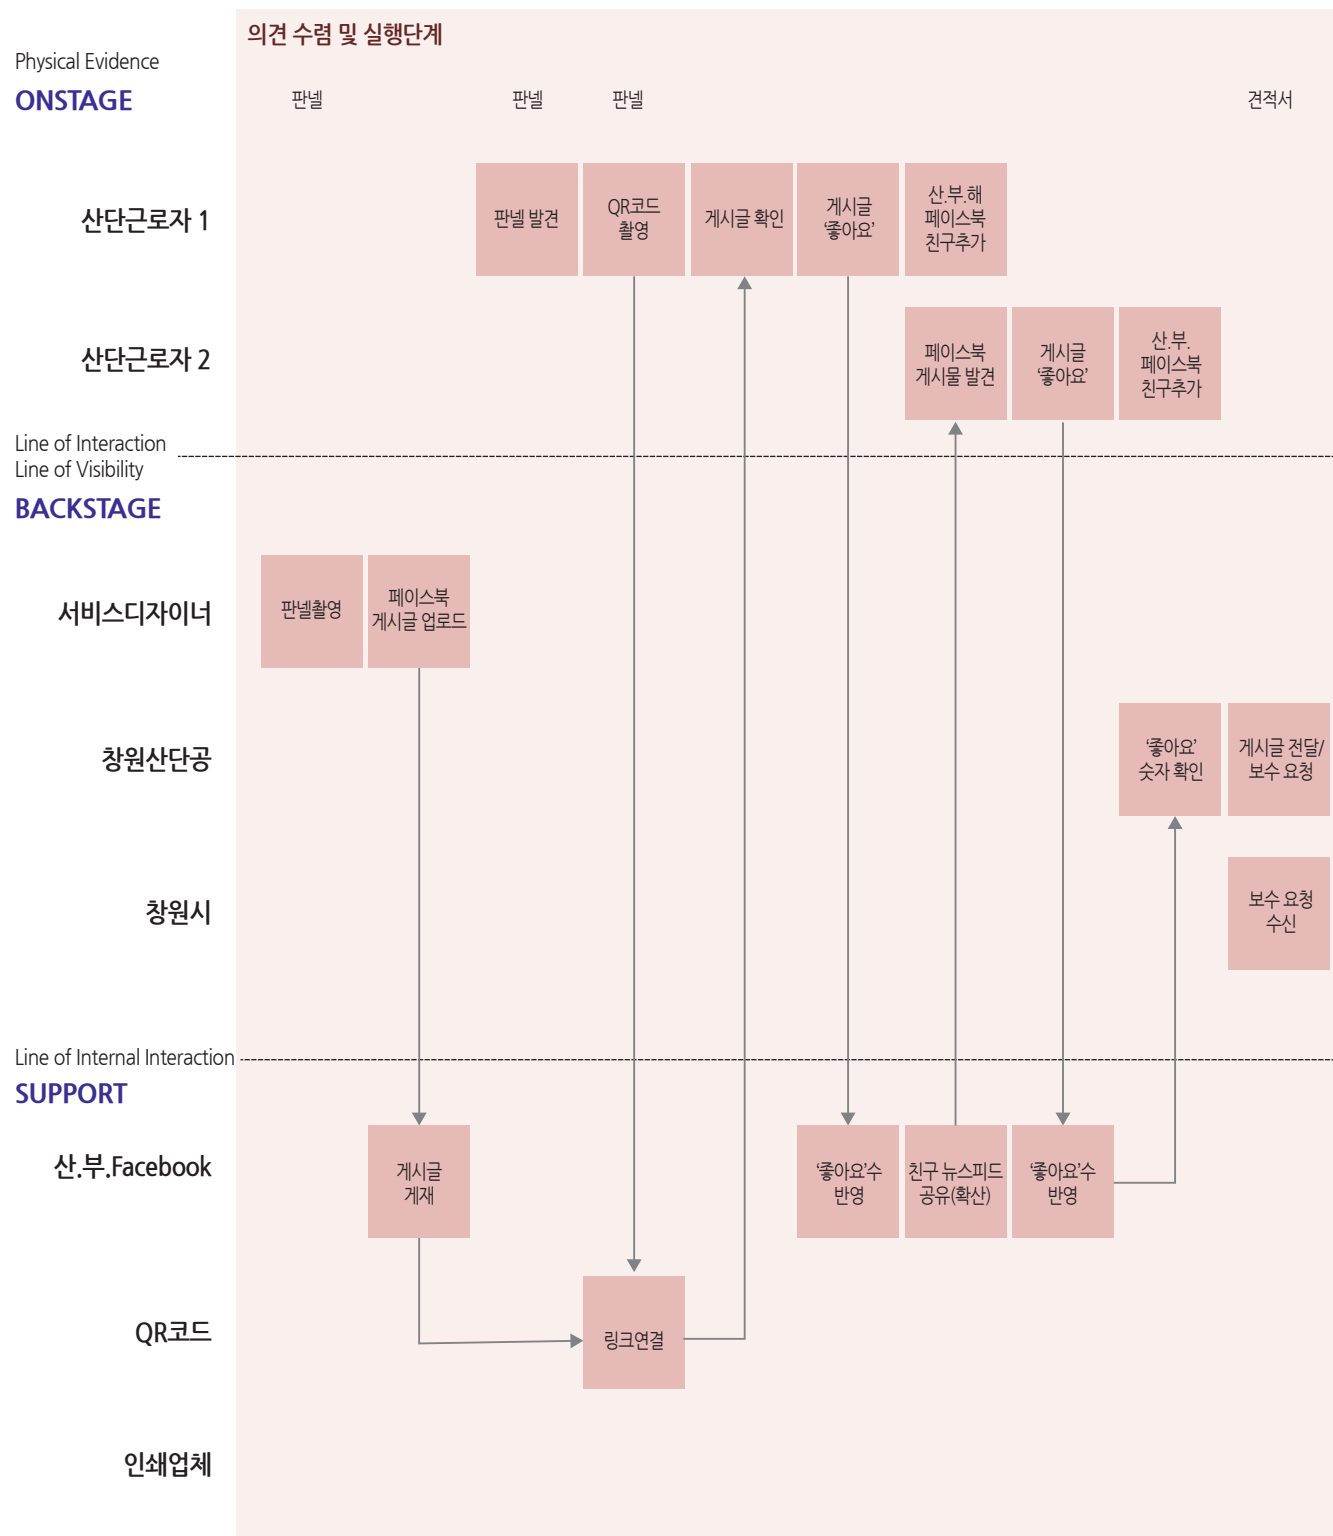 의견 수렴 및 실행단계
Physical Evidence
ONSTAGE
판넬
판넬
판넬
견적서
산단근로자 1
판넬 발견
QR코드
촬영
게시글 확인
게시글
‘좋아요’
산.부.해
페이스북
친구추가
산단근로자 2
페이스북
게시물 발견
게시글
‘좋아요’
산.부.
페이스북
친구추가
Line of Interaction
Line of Visibility
BACKSTAGE
서비스디자이너
판넬촬영
페이스북
게시글 업로드
창원산단공
‘좋아요’
숫자 확인
게시글 전달/
보수 요청
창원시
보수 요청
수신
Line of Internal Interaction
SUPPORT
산.부.Facebook
게시글
게재
‘좋아요’수
반영
친구 뉴스피드
공유(확산)
‘좋아요’수
반영
QR코드
링크연결
인쇄업체